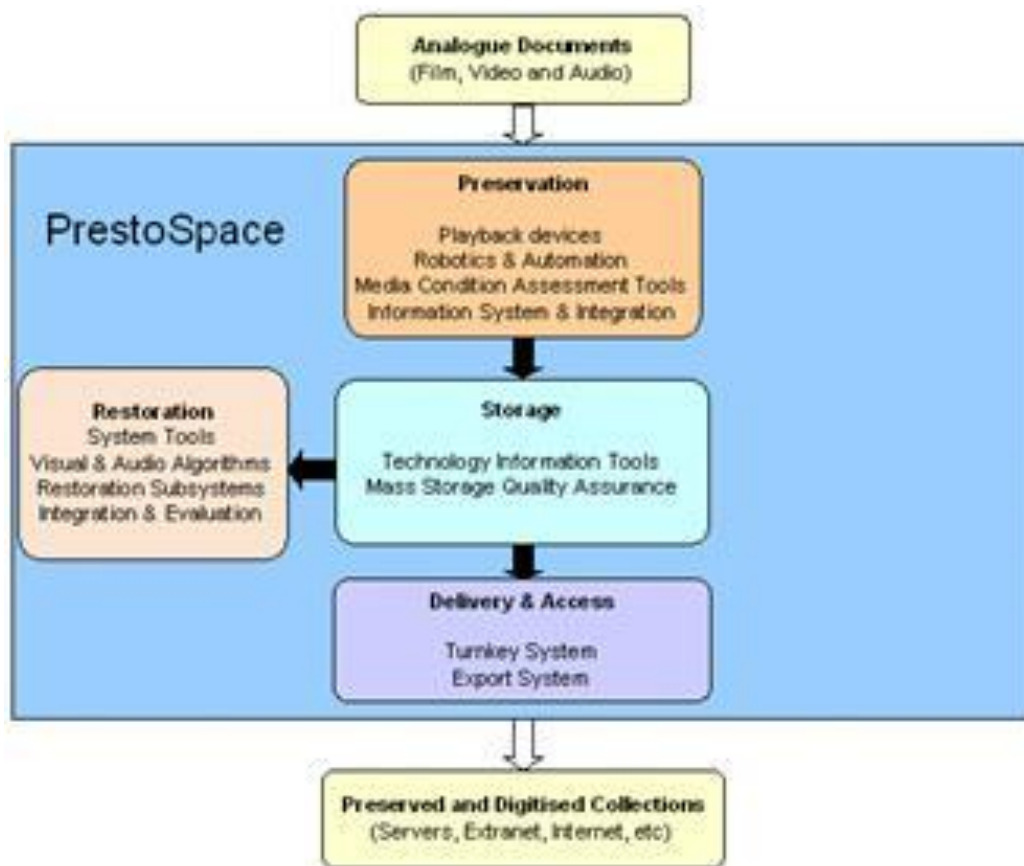 Analogue Documents
(Film, Video and Audio)
PrestoSpace
Preservation
Playback devices
Robotics & Automation
Media Condition Assessment Tools
Information System & Integration
Restoration
System Tools
Visual & Audio Algorithms
Restoration Subsystems
Integration & Evaluation
Storage
Technology Information Tools
Mass Storage Quality Assurance
Delivery & Access
Turnkey System
Export System
Preserved and Digitised Collections
(Servers, Extranet, Internet, etc)